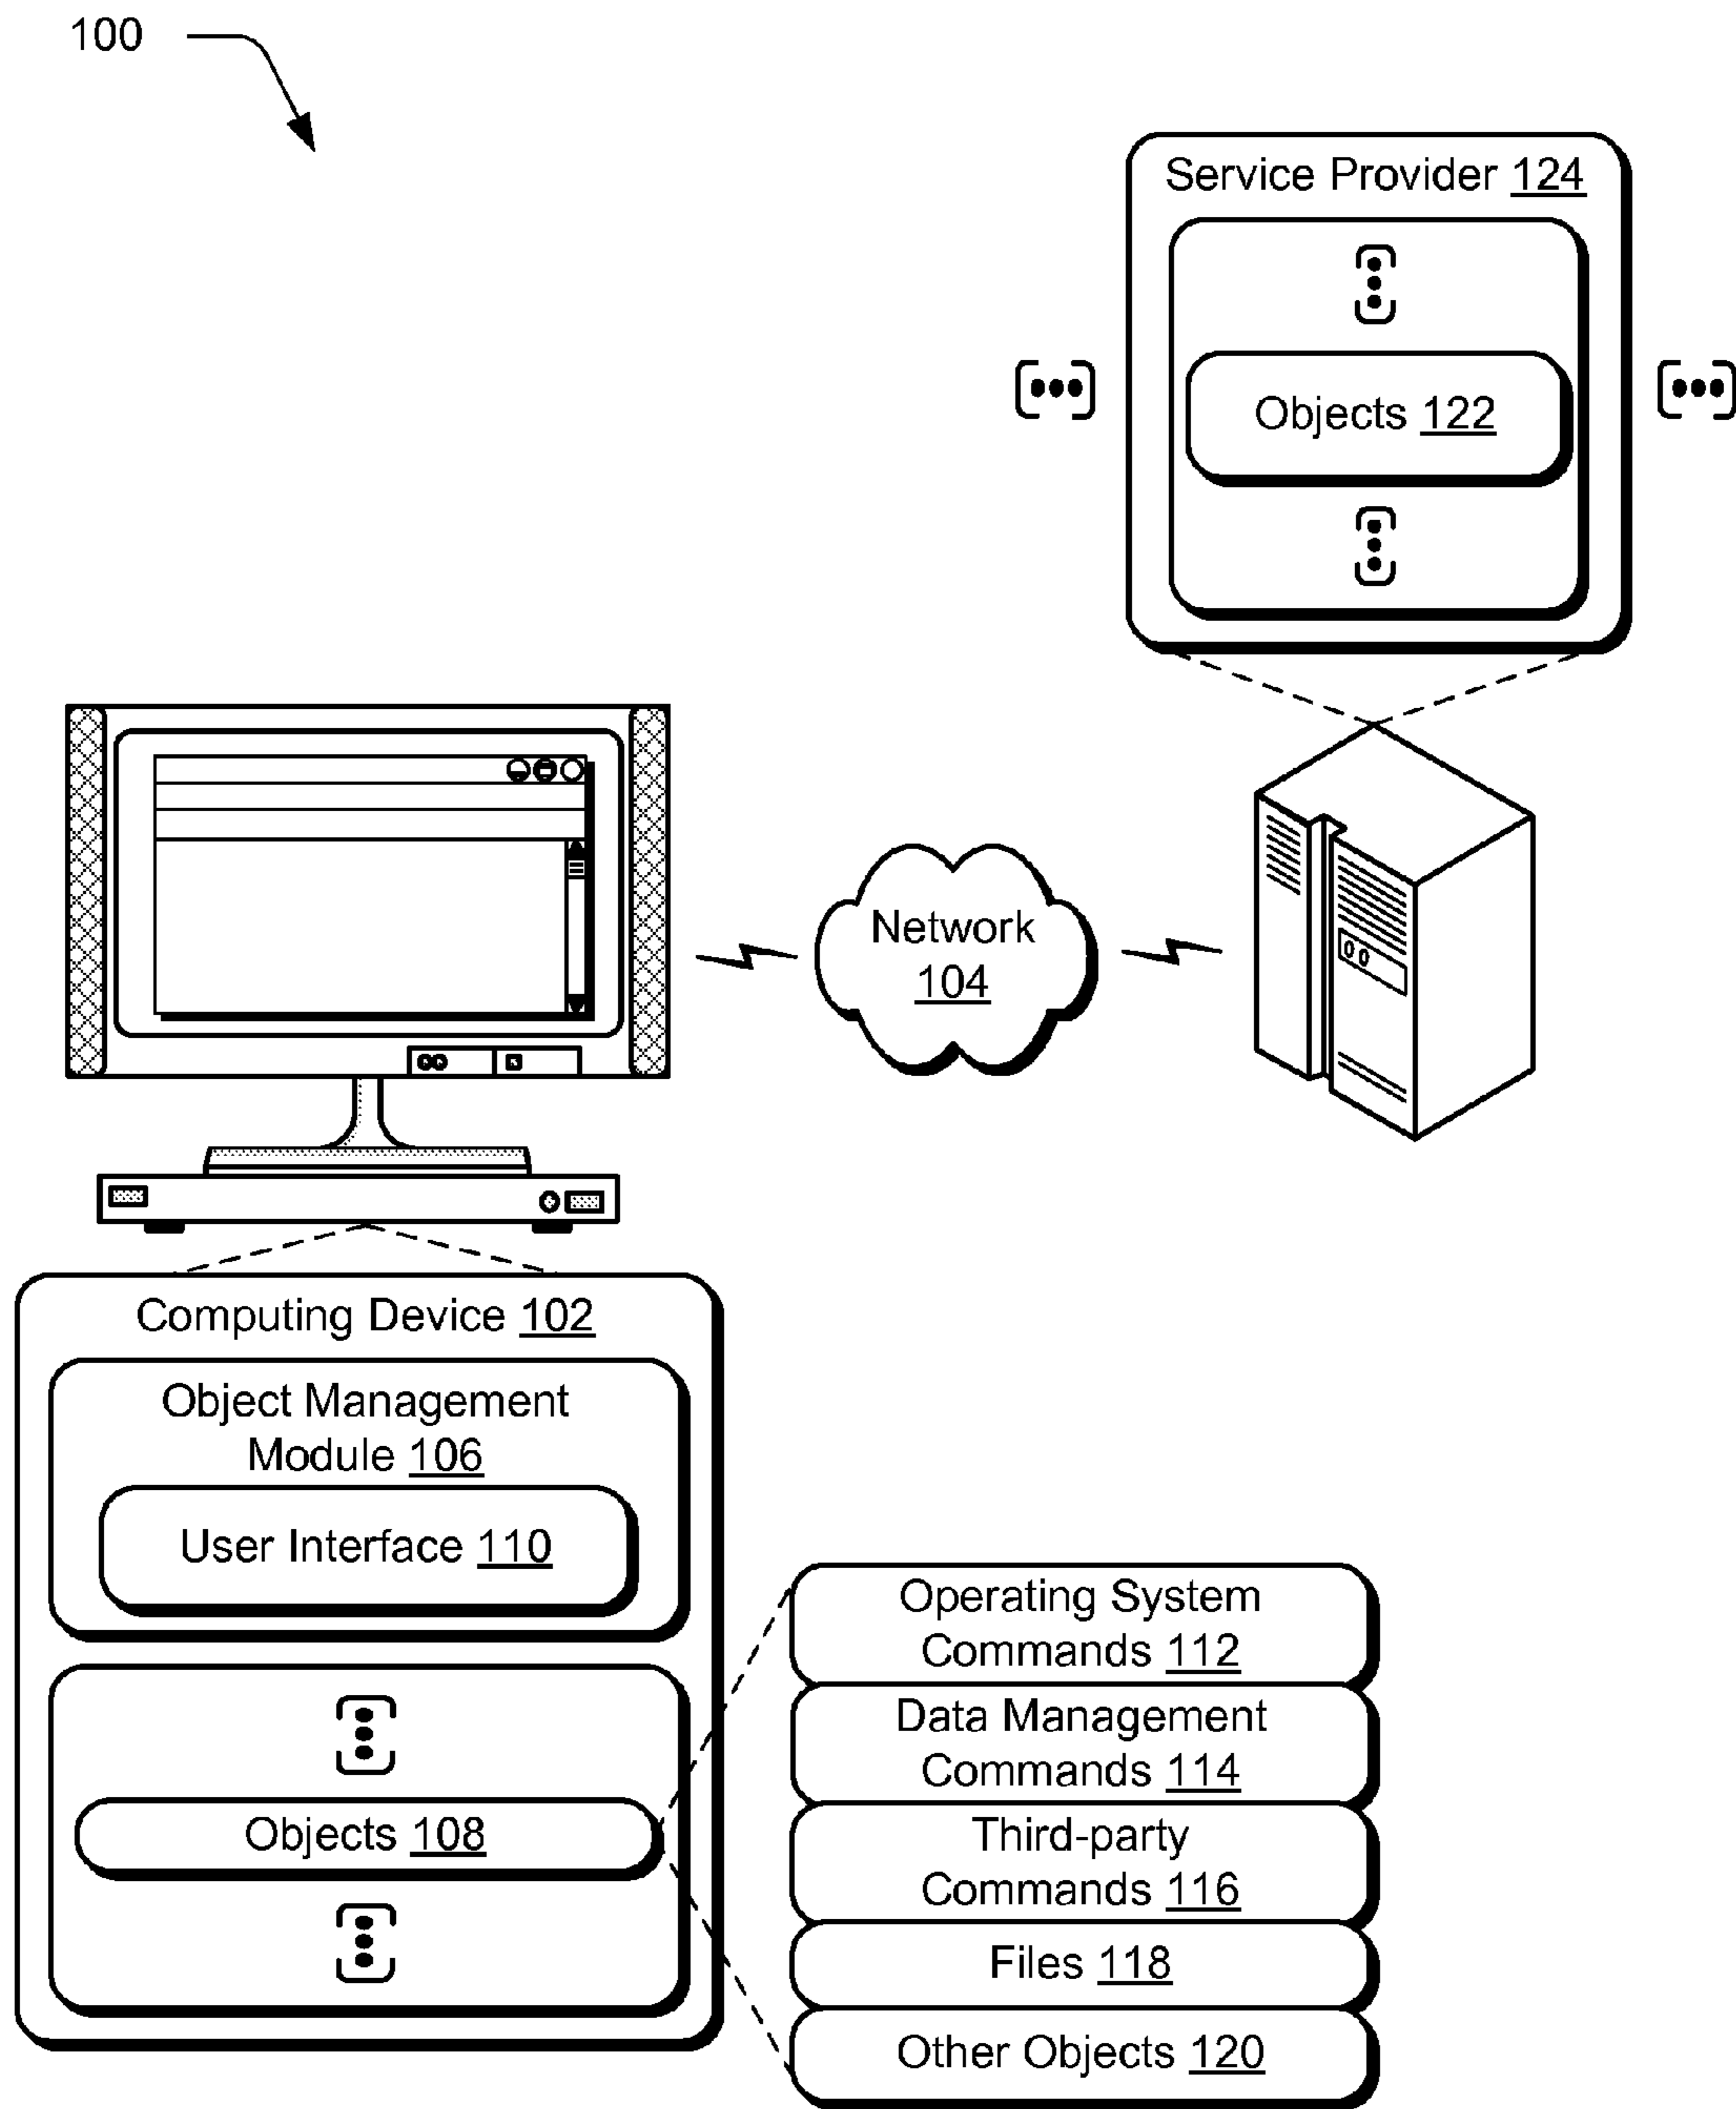 100
Service Provider 124
Objects 122
Network
104
Computing Device 102
Object Management
Module 106
User Interface 110
Objects 108
Operating System
Commands 112
Data Management
Commands 114
Third-party
Commands 116
Files 118
Other Objects 120